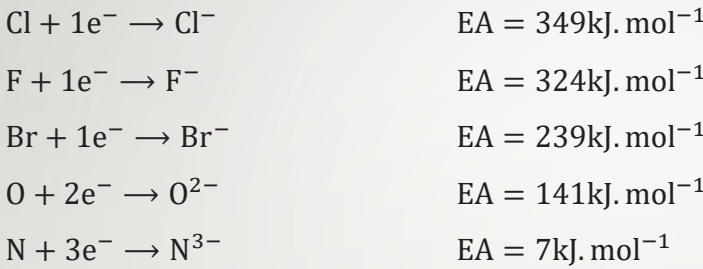 Cl + 1e⁻ ⟶ Cl⁻ EA = 349kJ. mol⁻¹
F + 1e⁻ ⟶ F⁻ EA = 324kJ. mol⁻¹
Br + 1e⁻ ⟶ Br⁻ EA = 239kJ. mol⁻¹
O + 2e⁻ ⟶ O²⁻ EA = 141kJ. mol⁻¹
N + 3e⁻ ⟶ N³⁻ EA = 7kJ. mol⁻¹